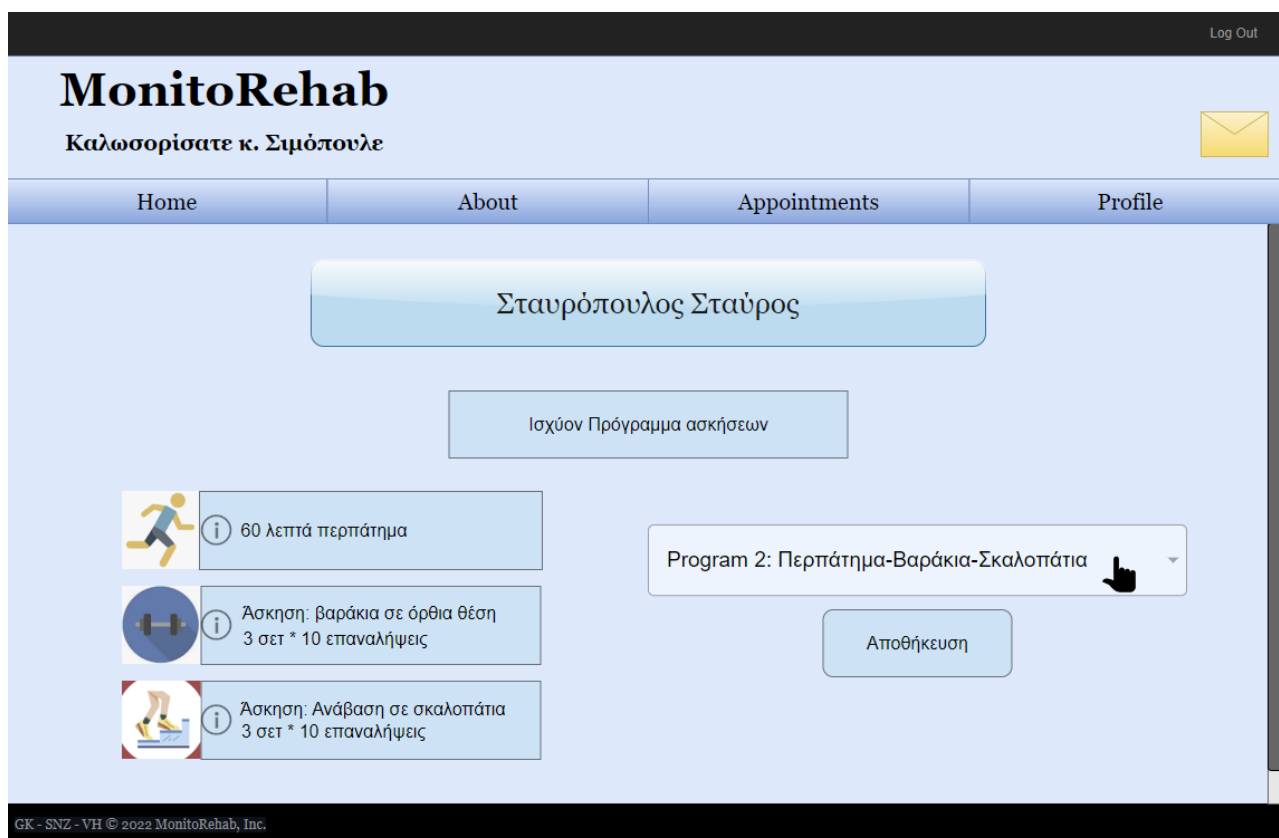 Log Out
MonitoRehab
Καλωσορίσατε κ. Σιμόπουλε
Home About Appointments Profile
Σταυρόπουλος Σταύρος
Ισχύον Πρόγραμμα ασκήσεων
60 λεπτά περπάτημα
Άσκηση: βαράκια σε όρθια θέση
3 σετ * 10 επαναλήψεις
Άσκηση: Ανάβαση σε σκαλοπάτια
3 σετ * 10 επαναλήψεις
Program 2: Περπάτημα-Βαράκια-Σκαλοπάτια
Αποθήκευση
GK - SNZ - VH © 2022 MonitoRehab, Inc.